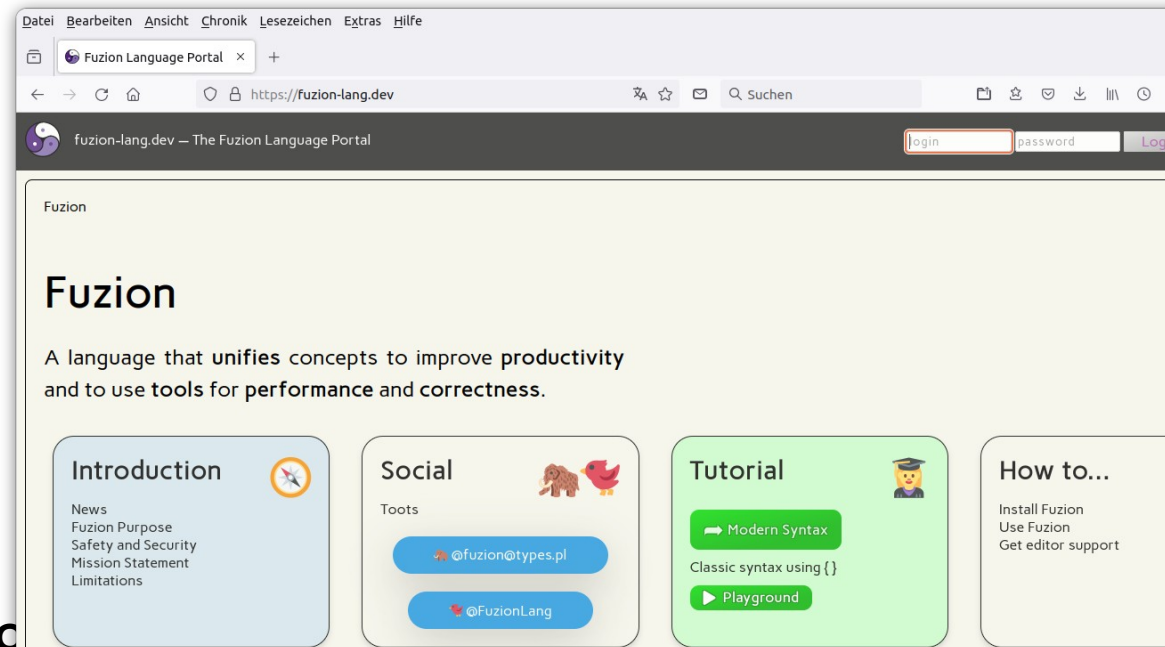 Datei Bearbeiten Ansicht Chronik Lesezeichen Extras Hilfe
Fuzion Language Portal
https://fuzion-lang.dev
Suchen
fuzion-lang.dev — The Fuzion Language Portal
login
password
Log
Fuzion
Fuzion
A language that unifies concepts to improve productivity
and to use tools for performance and correctness.
Introduction
News
Fuzion Purpose
Safety and Security
Mission Statement
Limitations
Social
Toots
@fuzion@types.pl
@FuzionLang
Tutorial
➡ Modern Syntax
Classic syntax using { }
▶ Playground
How to...
Install Fuzion
Use Fuzion
Get editor support